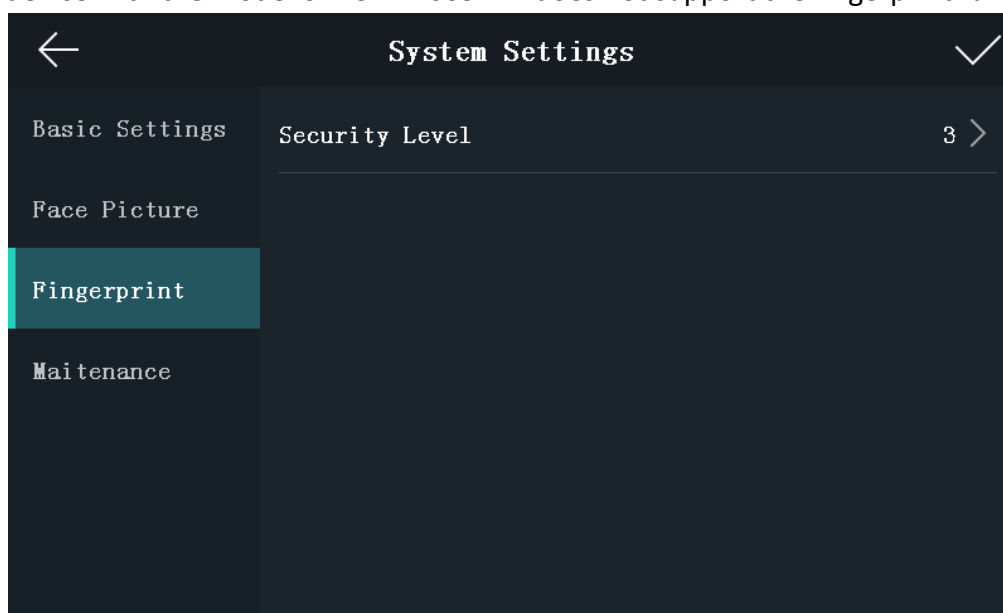 System Settings
Basic Settings
Security Level 3
Face Picture
Fingerprint
Maitenance